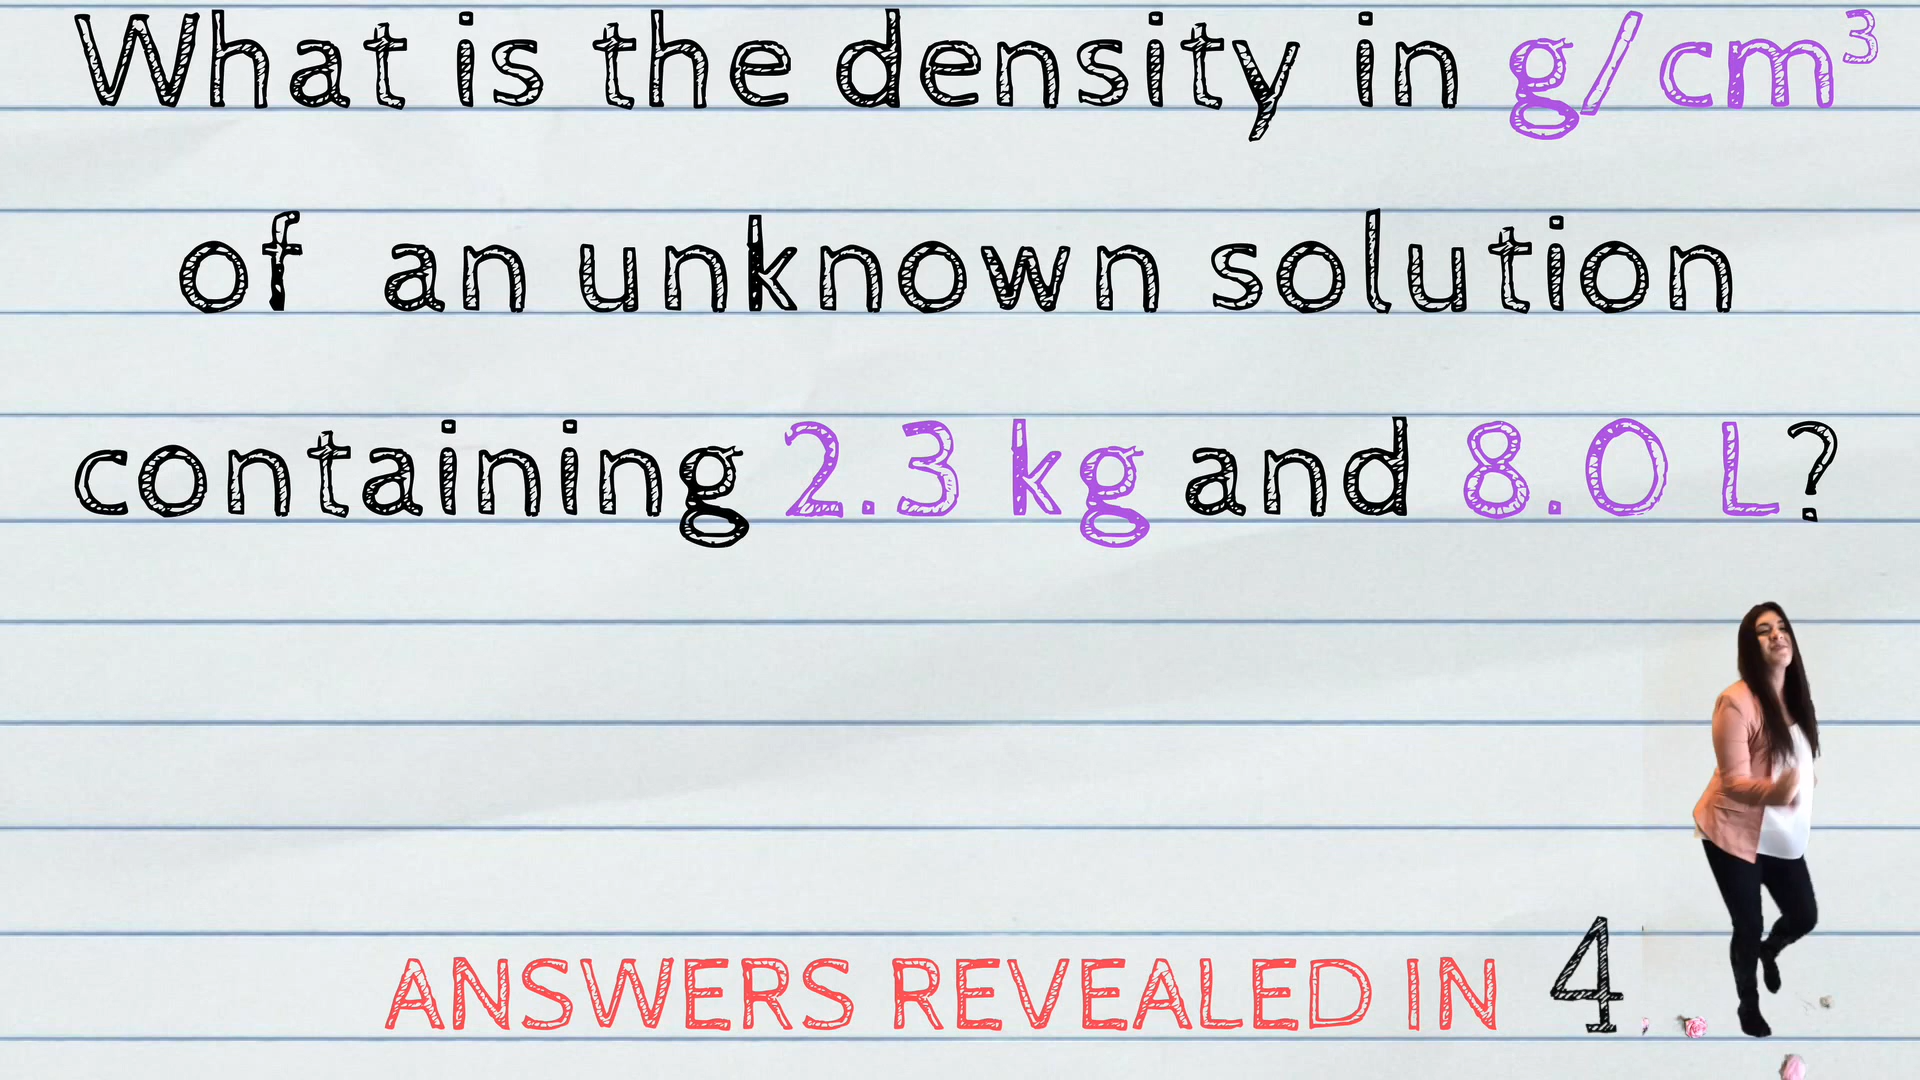 What is the density in g/cm³
of an unknown solution
containing 2.3 kg and 8.0 L?
ANSWERS REVEALED IN 4